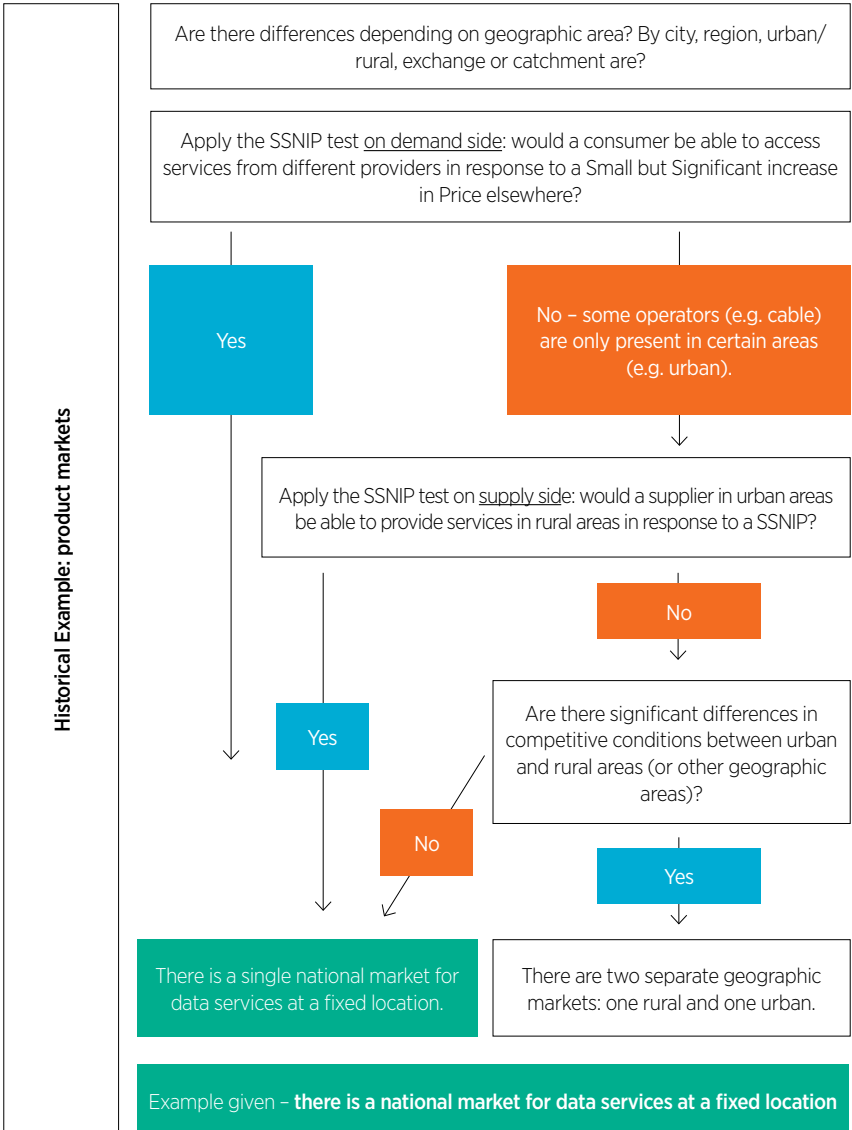 Historical Example: product markets
Are there differences depending on geographic area? By city, region, urban/
rural, exchange or catchment are?
Apply the SSNIP test on demand side: would a consumer be able to access
services from different providers in response to a Small but Significant increase
in Price elsewhere?
Yes
No – some operators (e.g. cable)
are only present in certain areas
(e.g. urban).
Apply the SSNIP test on supply side: would a supplier in urban areas
be able to provide services in rural areas in response to a SSNIP?
No
Yes
Are there significant differences in
competitive conditions between urban
and rural areas (or other geographic
areas)?
No
Yes
There is a single national market for
data services at a fixed location.
There are two separate geographic
markets: one rural and one urban.
Example given – there is a national market for data services at a fixed location